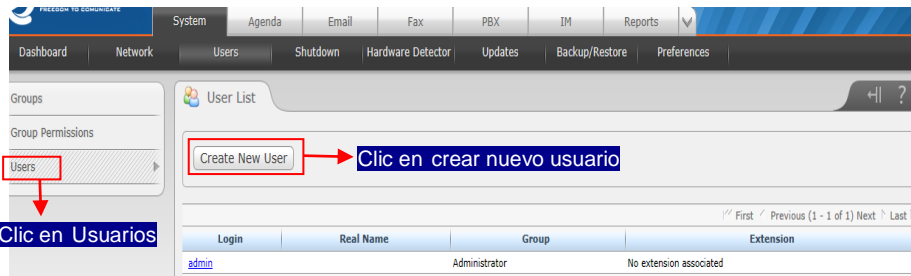 FREEDOM TO COMMUNICATE
System Agenda Email Fax PBX IM Reports
Dashboard Network Users Shutdown Hardware Detector Updates Backup/Restore Preferences
Groups
Group Permissions
Users
Clic en Usuarios
User List
?
Create New User
Clic en crear nuevo usuario
First Previous (1 - 1 of 1) Next Last
Login Real Name Group Extension
admin Administrator No extension associated